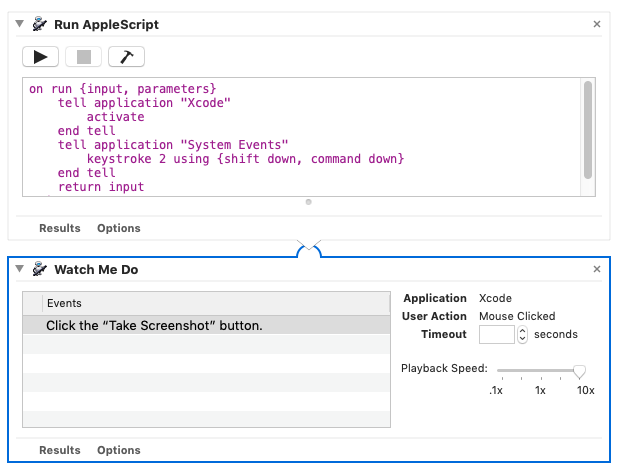 Run AppleScript
on run {input, parameters}
tell application "Xcode"
activate
end tell
tell application "System Events"
keystroke 2 using {shift down, command down}
end tell
return input
Results Options
Watch Me Do
Events
Click the “Take Screenshot” button.
Application Xcode
User Action Mouse Clicked
Timeout seconds
Playback Speed:
.1x 1x 10x
Results Options